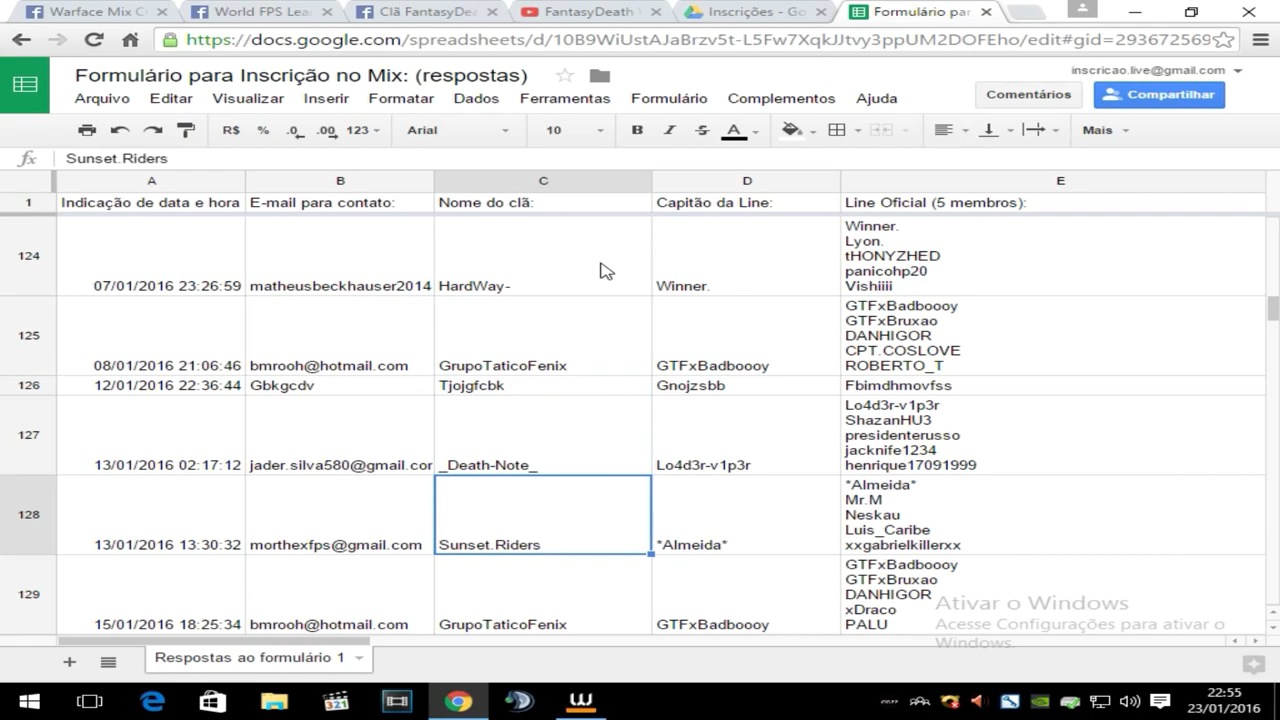 Warface Mix C
World FPS Lea
Clã FantasyDea
FantasyDeath
Inscrições - Go
Formulário par
https://docs.google.com/spreadsheets/d/10B9WiUstAJaBrzv5t-L5Fw7XqkJJtvy3ppUM2DOFEho/edit#gid=293672569
Formulário para Inscrição no Mix: (respostas)
inscricao.live@gmail.com
Arquivo Editar Visualizar Inserir Formatar Dados Ferramentas Formulário Complementos Ajuda
Comentários
Compartilhar
R$ % .0 .00 123 Arial 10 B I S A Mais
fx Sunset.Riders
A B C D E
1 Indicação de data e hora E-mail para contato: Nome do clã: Capitão da Line: Line Oficial (5 membros):
Winner.
Lyon.
124 tHONYZHED
panicohp20
07/01/2016 23:26:59 matheusbeckhauser2014 HardWay- Winner. Vishiiii
GTFxBadboooy
GTFxBruxao
125 DANHIGOR
CPT.COSLOVE
08/01/2016 21:06:46 bmrooh@hotmail.com GrupoTaticoFenix GTFxBadboooy ROBERTO_T
126 12/01/2016 22:36:44 Gbkgcdv Tjojgfcbk Gnojzsbb Fbimdhmovfss
Lo4d3r-v1p3r
ShazanHU3
127 presidenterusso
jacknife1234
13/01/2016 02:17:12 jader.silva580@gmail.cor _Death-Note_ Lo4d3r-v1p3r henrique17091999
*Almeida*
Mr.M
128 Neskau
Luis_Caribe
13/01/2016 13:30:32 morthexfps@gmail.com Sunset.Riders *Almeida* xxgabrielkillerxx
GTFxBadboooy
GTFxBruxao
129 DANHIGOR
xDraco
15/01/2016 18:25:34 bmrooh@hotmail.com GrupoTaticoFenix GTFxBadboooy PALU
Ativar o Windows
Acesse Configurações para ativar o
Windows.
Respostas ao formulário 1
321
22:55
23/01/2016